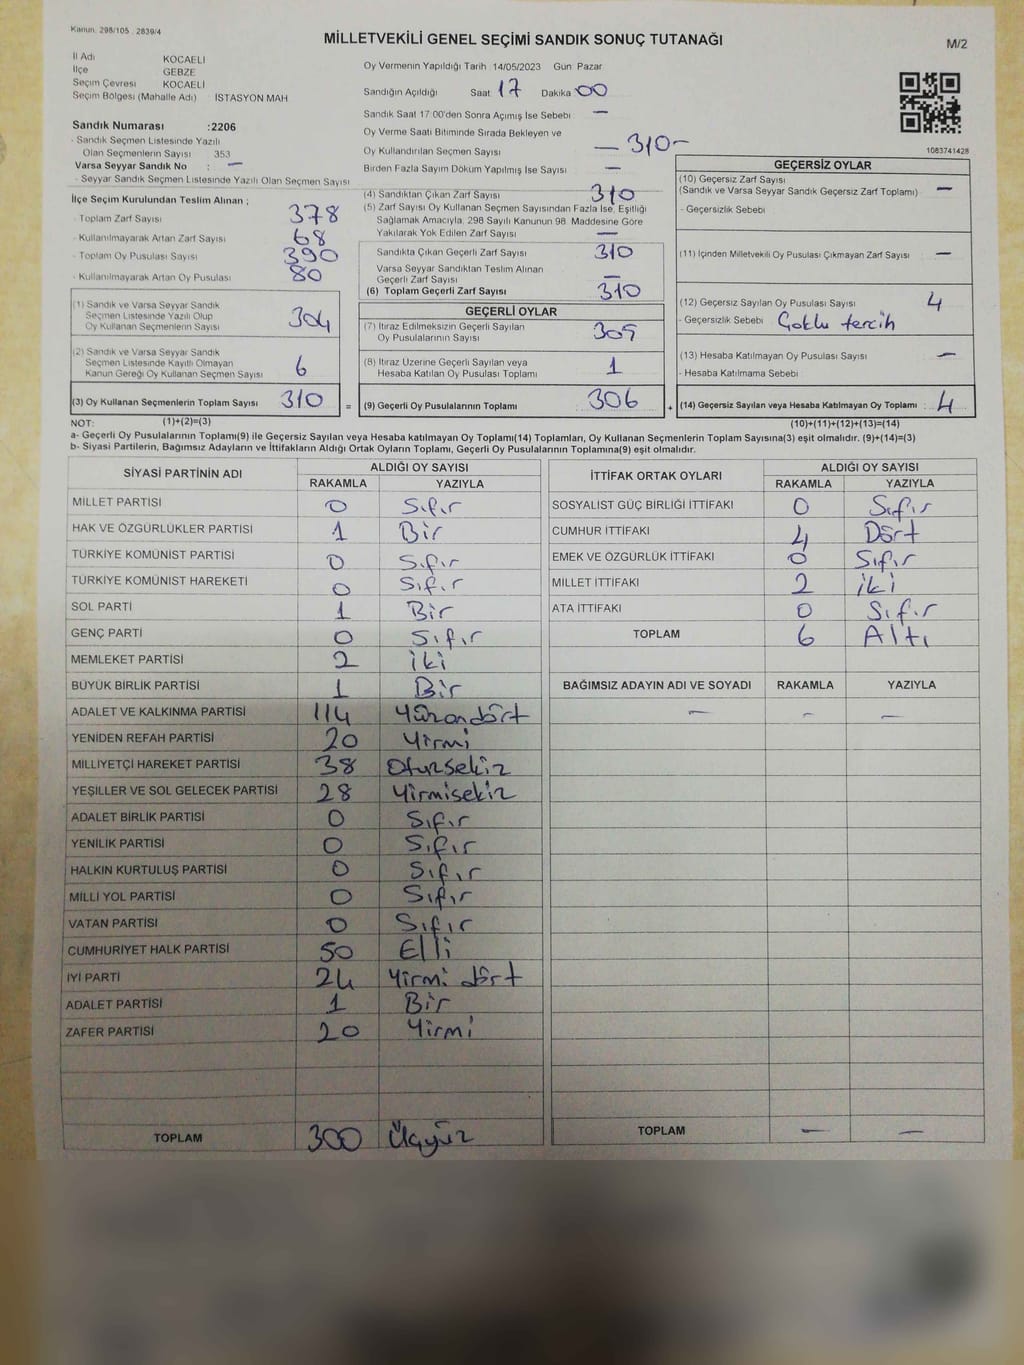 Kanun 298/105 2839/4
MİLLETVEKİLİ GENEL SEÇİMİ SANDIK SONUÇ TUTANAĞI
M/2
İl Adı KOCAELİ
İlçe GEBZE
Seçim Çevresi KOCAELİ
Seçim Bölgesi (Mahalle Adı) İSTASYON MAH
Sandık Numarası :2206
- Sandık Seçmen Listesinde Yazılı
Olan Seçmenlerin Sayısı 353
Varsa Seyyar Sandık No : —
- Seyyar Sandık Seçmen Listesinde Yazılı Olan Seçmen Sayısı
Oy Vermenin Yapıldığı Tarih 14/05/2023 Gün Pazar
Sandığın Açıldığı Saat 17 Dakika 00
Sandık Saat 17:00'den Sonra Açımış İse Sebebi —
Oy Verme Saati Bitiminde Sırada Bekleyen ve
Oy Kullandırılan Seçmen Sayısı — 310 —
Birden Fazla Sayım Döküm Yapılmış İse Sayısı —
1083741428
İlçe Seçim Kurulundan Teslim Alınan ;
- Toplam Zarf Sayısı 378
- Kullanılmayarak Artan Zarf Sayısı 68
- Toplam Oy Pusulası Sayısı 390
- Kullanılmayarak Artan Oy Pusulası 80
(1) Sandık ve Varsa Seyyar Sandık
Seçmen Listesinde Yazılı Olup
Oy Kullanan Seçmenlerin Sayısı 304
(2) Sandık ve Varsa Seyyar Sandık
Seçmen Listesinde Kayıtlı Olmayan
Kanun Gereği Oy Kullanan Seçmen Sayısı 6
(3) Oy Kullanan Seçmenlerin Toplam Sayısı 310 =
(1)+(2)=(3)
(4) Sandıktan Çıkan Zarf Sayısı 310
(5) Zarf Sayısı Oy Kullanan Seçmen Sayısından Fazla İse, Eşitliği
Sağlamak Amacıyla, 298 Sayılı Kanunun 98. Maddesine Göre
Yakılarak Yok Edilen Zarf Sayısı —
Sandıkta Çıkan Geçerli Zarf Sayısı 310
Varsa Seyyar Sandıktan Teslim Alınan
Geçerli Zarf Sayısı —
(6) Toplam Geçerli Zarf Sayısı 310
GEÇERLİ OYLAR
(7) İtiraz Edilmeksizin Geçerli Sayılan
Oy Pusulalarının Sayısı 305
(8) İtiraz Üzerine Geçerli Sayılan veya
Hesaba Katılan Oy Pusulası Toplamı 1
(9) Geçerli Oy Pusulalarının Toplamı 306 +
GEÇERSİZ OYLAR
(10) Geçersiz Zarf Sayısı
(Sandık ve Varsa Seyyar Sandık Geçersiz Zarf Toplamı) —
- Geçersizlik Sebebi
(11) İçinden Milletvekili Oy Pusulası Çıkmayan Zarf Sayısı —
(12) Geçersiz Sayılan Oy Pusulası Sayısı 4
- Geçersizlik Sebebi Çoklu tercih
(13) Hesaba Katılmayan Oy Pusulası Sayısı —
- Hesaba Katılmama Sebebi
(14) Geçersiz Sayılan veya Hesaba Katılmayan Oy Toplamı : 4
(10)+(11)+(12)+(13)=(14)
NOT:
a- Geçerli Oy Pusulalarının Toplamı(9) ile Geçersiz Sayılan veya Hesaba katılmayan Oy Toplamı(14) Toplamları, Oy Kullanan Seçmenlerin Toplam Sayısına(3) eşit olmalıdır. (9)+(14)=(3)
b- Siyasi Partilerin, Bağımsız Adayların ve İttifakların Aldığı Ortak Oyların Toplamı, Geçerli Oy Pusulalarının Toplamına(9) eşit olmalıdır.
SİYASİ PARTİNİN ADI ALDIĞI OY SAYISI
RAKAMLA YAZIYLA
MİLLET PARTİSİ 0 Sıfır
HAK VE ÖZGÜRLÜKLER PARTİSİ 1 Bir
TÜRKİYE KOMÜNİST PARTİSİ 0 Sıfır
TÜRKİYE KOMÜNİST HAREKETİ 0 Sıfır
SOL PARTİ 1 Bir
GENÇ PARTİ 0 Sıfır
MEMLEKET PARTİSİ 2 iki
BÜYÜK BİRLİK PARTİSİ 1 Bir
ADALET VE KALKINMA PARTİSİ 114 Yüzondört
YENİDEN REFAH PARTİSİ 20 Yirmi
MİLLİYETÇİ HAREKET PARTİSİ 38 Otuzsekiz
YEŞİLLER VE SOL GELECEK PARTİSİ 28 Yirmisekiz
ADALET BİRLİK PARTİSİ 0 Sıfır
YENİLİK PARTİSİ 0 Sıfır
HALKIN KURTULUŞ PARTİSİ 0 Sıfır
MİLLİ YOL PARTİSİ 0 Sıfır
VATAN PARTİSİ 0 Sıfır
CUMHURİYET HALK PARTİSİ 50 Elli
İYİ PARTİ 24 Yirmi dört
ADALET PARTİSİ 1 Bir
ZAFER PARTİSİ 20 Yirmi
TOPLAM 300 Üçyüz
İTTİFAK ORTAK OYLARI ALDIĞI OY SAYISI
RAKAMLA YAZIYLA
SOSYALİST GÜÇ BİRLİĞİ İTTİFAKI 0 Sıfır
CUMHUR İTTİFAKI 4 Dört
EMEK VE ÖZGÜRLÜK İTTİFAKI 0 Sıfır
MİLLET İTTİFAKI 2 iki
ATA İTTİFAKI 0 Sıfır
TOPLAM 6 Altı
BAĞIMSIZ ADAYIN ADI VE SOYADI RAKAMLA YAZIYLA
— — —
TOPLAM — —